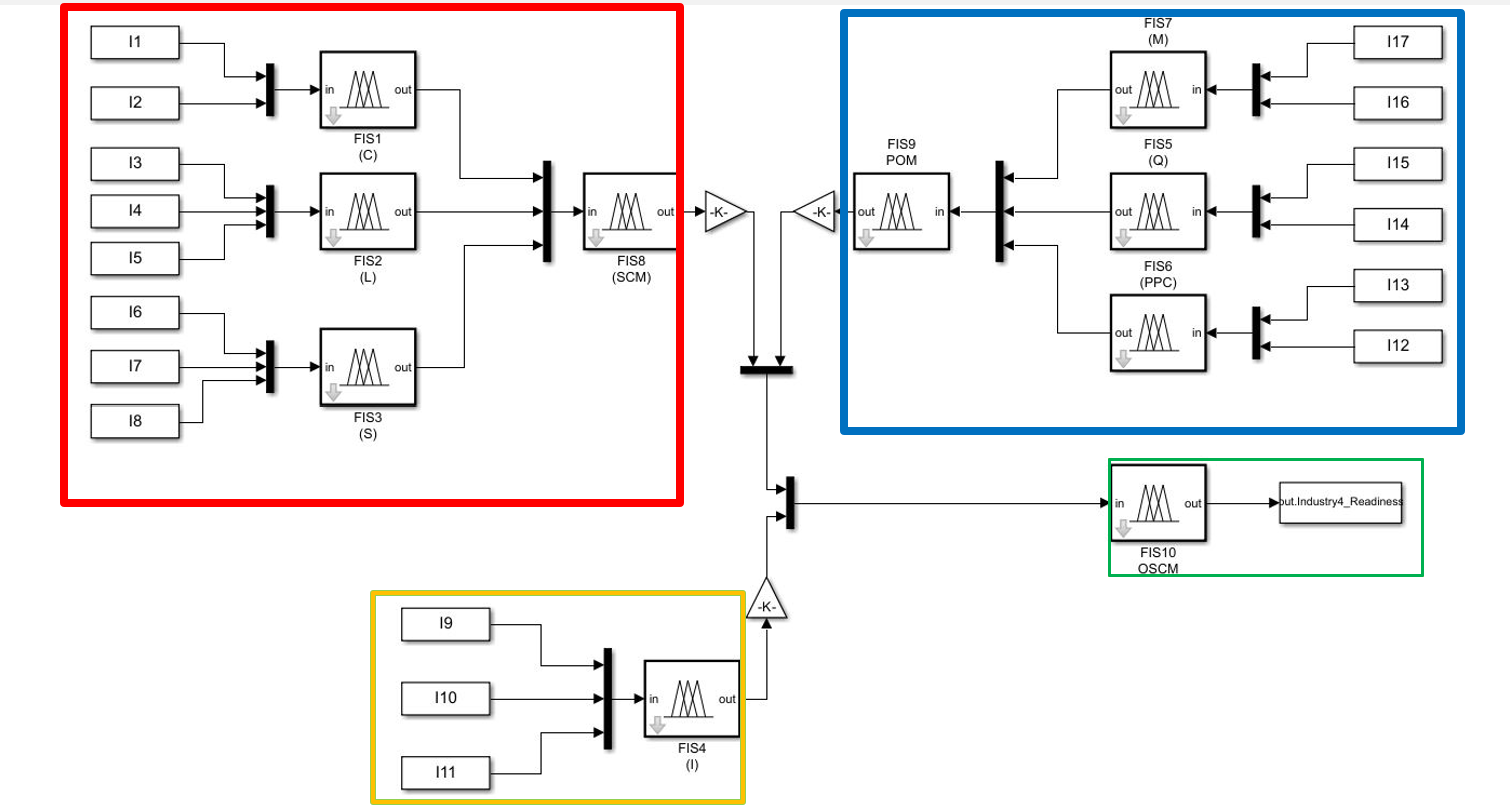 I1
I2
in
out
FIS1
(C)
I3
I4
I5
in
out
FIS2
(L)
I6
I7
I8
in
out
FIS3
(S)
in
out
FIS8
(SCM)
-K-
-K-
FIS9
POM
out
in
FIS7
(M)
out
in
I17
I16
FIS5
(Q)
out
in
I15
I14
FIS6
(PPC)
out
in
I13
I12
in
out
FIS10
OSCM
out.Industry4_Readiness
-K-
I9
I10
I11
in
out
FIS4
(I)